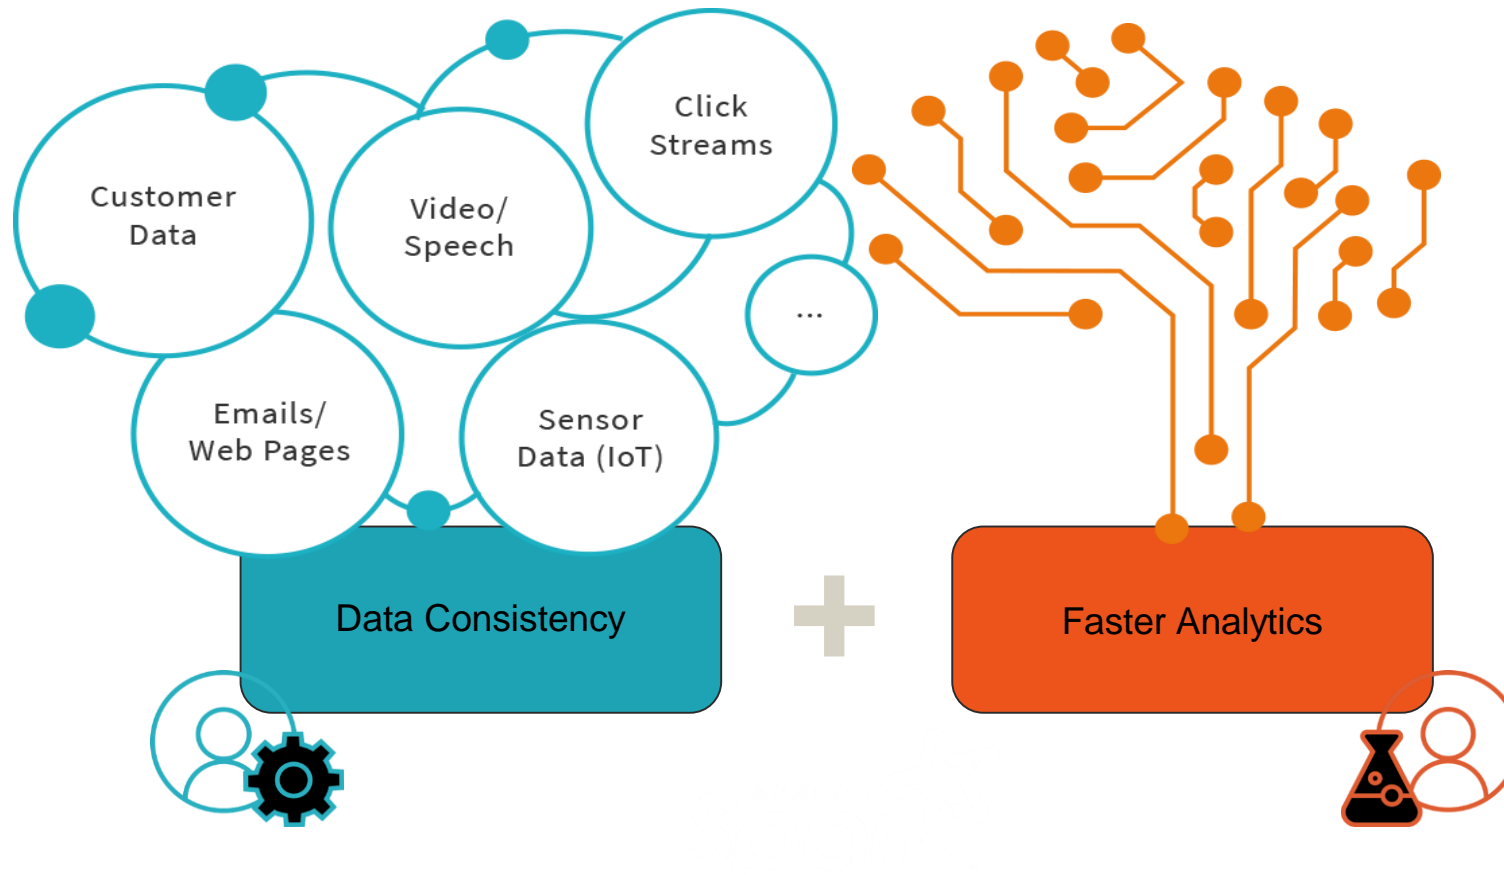 Click
Streams
Customer
Data
Video/
Speech
...
Emails/
Web Pages
Sensor
Data (IoT)
Data Consistency
Faster Analytics